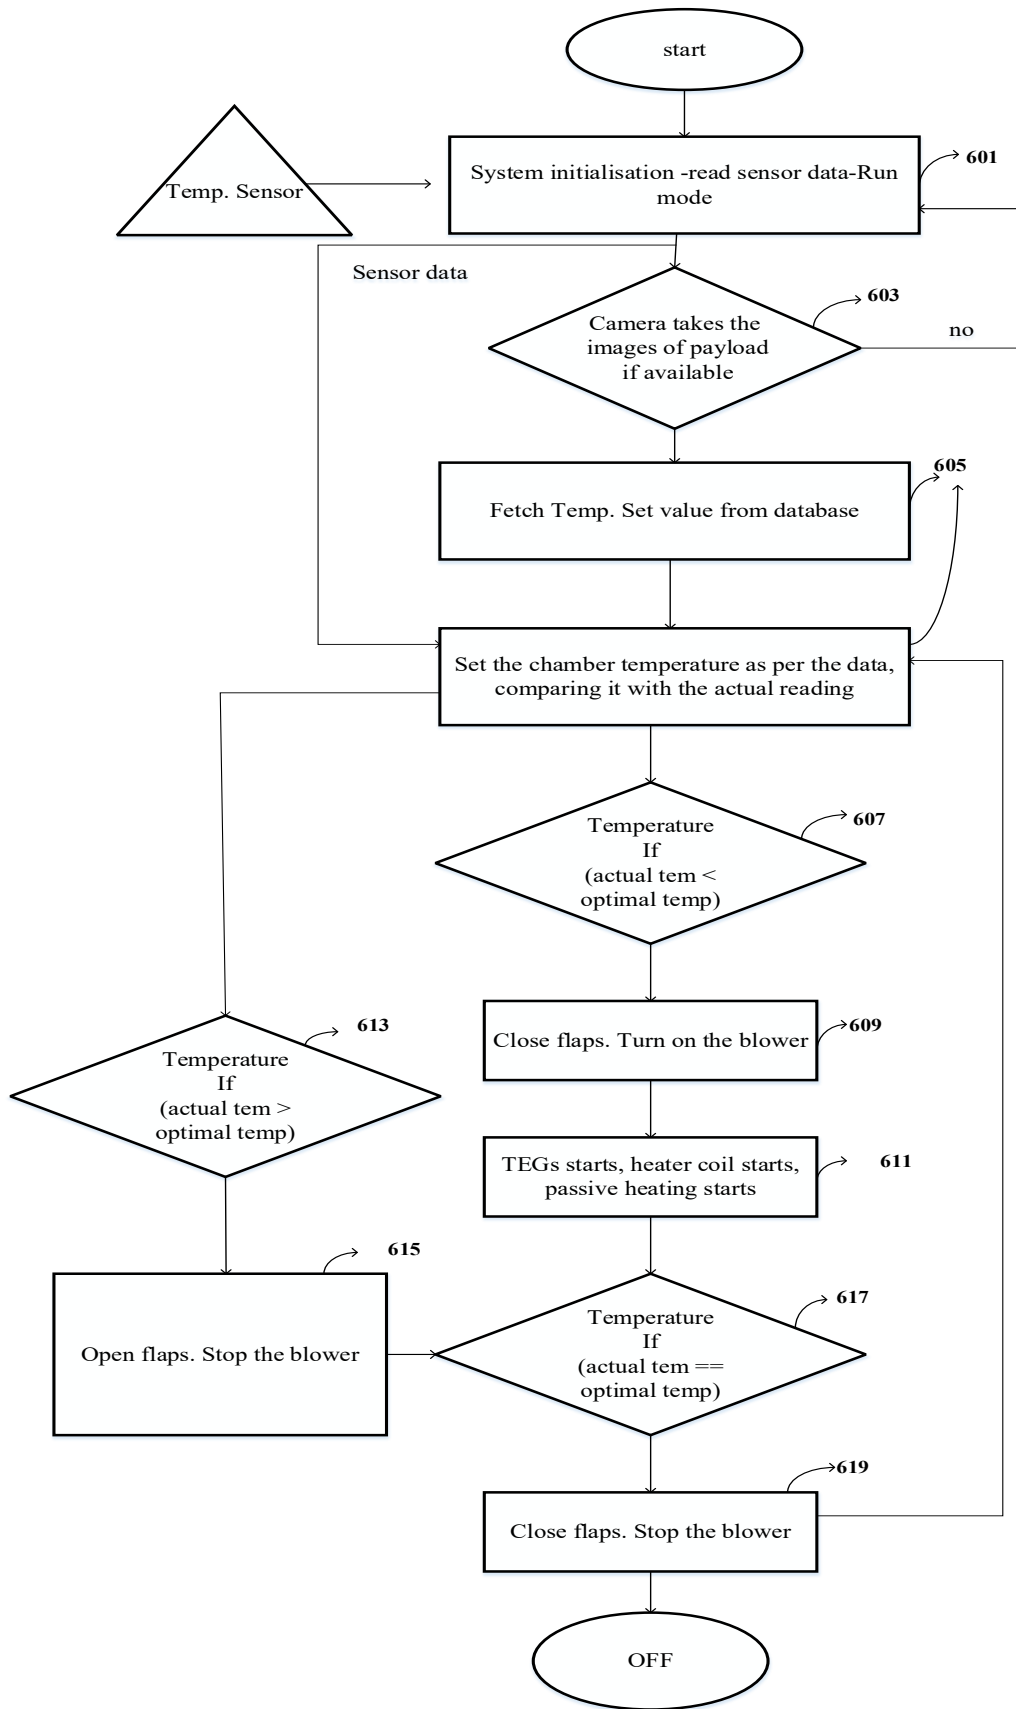 start
601
System initialisation -read sensor data-Run
mode
Temp. Sensor
Sensor data
603
Camera takes the
images of payload
if available
no
605
Fetch Temp. Set value from database
Set the chamber temperature as per the data,
comparing it with the actual reading
607
Temperature
If
(actual tem <
optimal temp)
609
Close flaps. Turn on the blower
613
Temperature
If
(actual tem >
optimal temp)
611
TEGs starts, heater coil starts,
passive heating starts
615
Open flaps. Stop the blower
617
Temperature
If
(actual tem ==
optimal temp)
619
Close flaps. Stop the blower
OFF